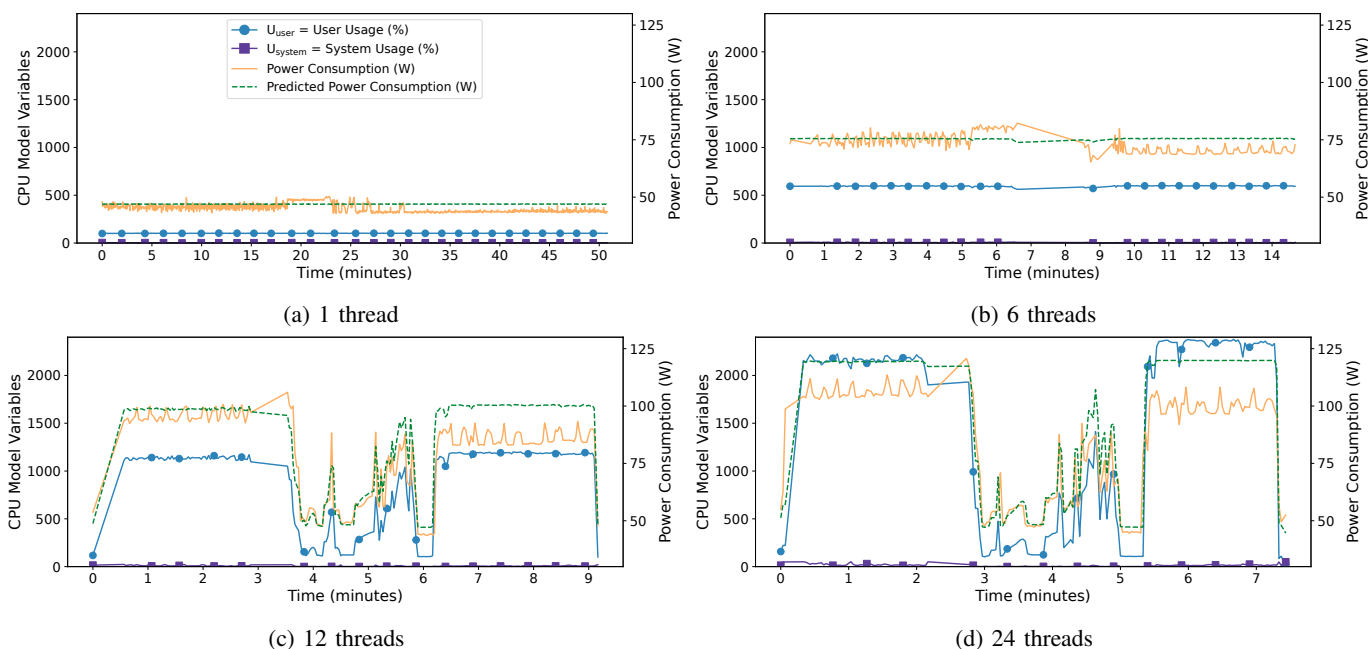 CPU Model Variables
2000
1500
1000
500
0
U_user = User Usage (%)
U_system = System Usage (%)
Power Consumption (W)
Predicted Power Consumption (W)
125
100
75
50
Power Consumption (W)
0 5 10 15 20 25 30 35 40 45 50
Time (minutes)
(a) 1 thread
CPU Model Variables
2000
1500
1000
500
0
125
100
75
50
Power Consumption (W)
0 1 2 3 4 5 6 7 8 9 10 11 12 13 14
Time (minutes)
(b) 6 threads
CPU Model Variables
2000
1500
1000
500
0
125
100
75
50
Power Consumption (W)
0 1 2 3 4 5 6 7 8 9
Time (minutes)
(c) 12 threads
CPU Model Variables
2000
1500
1000
500
0
125
100
75
50
Power Consumption (W)
0 1 2 3 4 5 6 7
Time (minutes)
(d) 24 threads